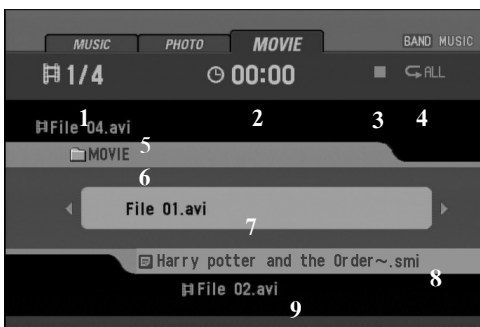 MUSIC PHOTO MOVIE BAND MUSIC
1/4 00:00 ALL
1 2 3 4
File 04.avi
MOVIE 5
6
File 01.avi
7
Harry potter and the Order~.smi
8
File 02.avi
9